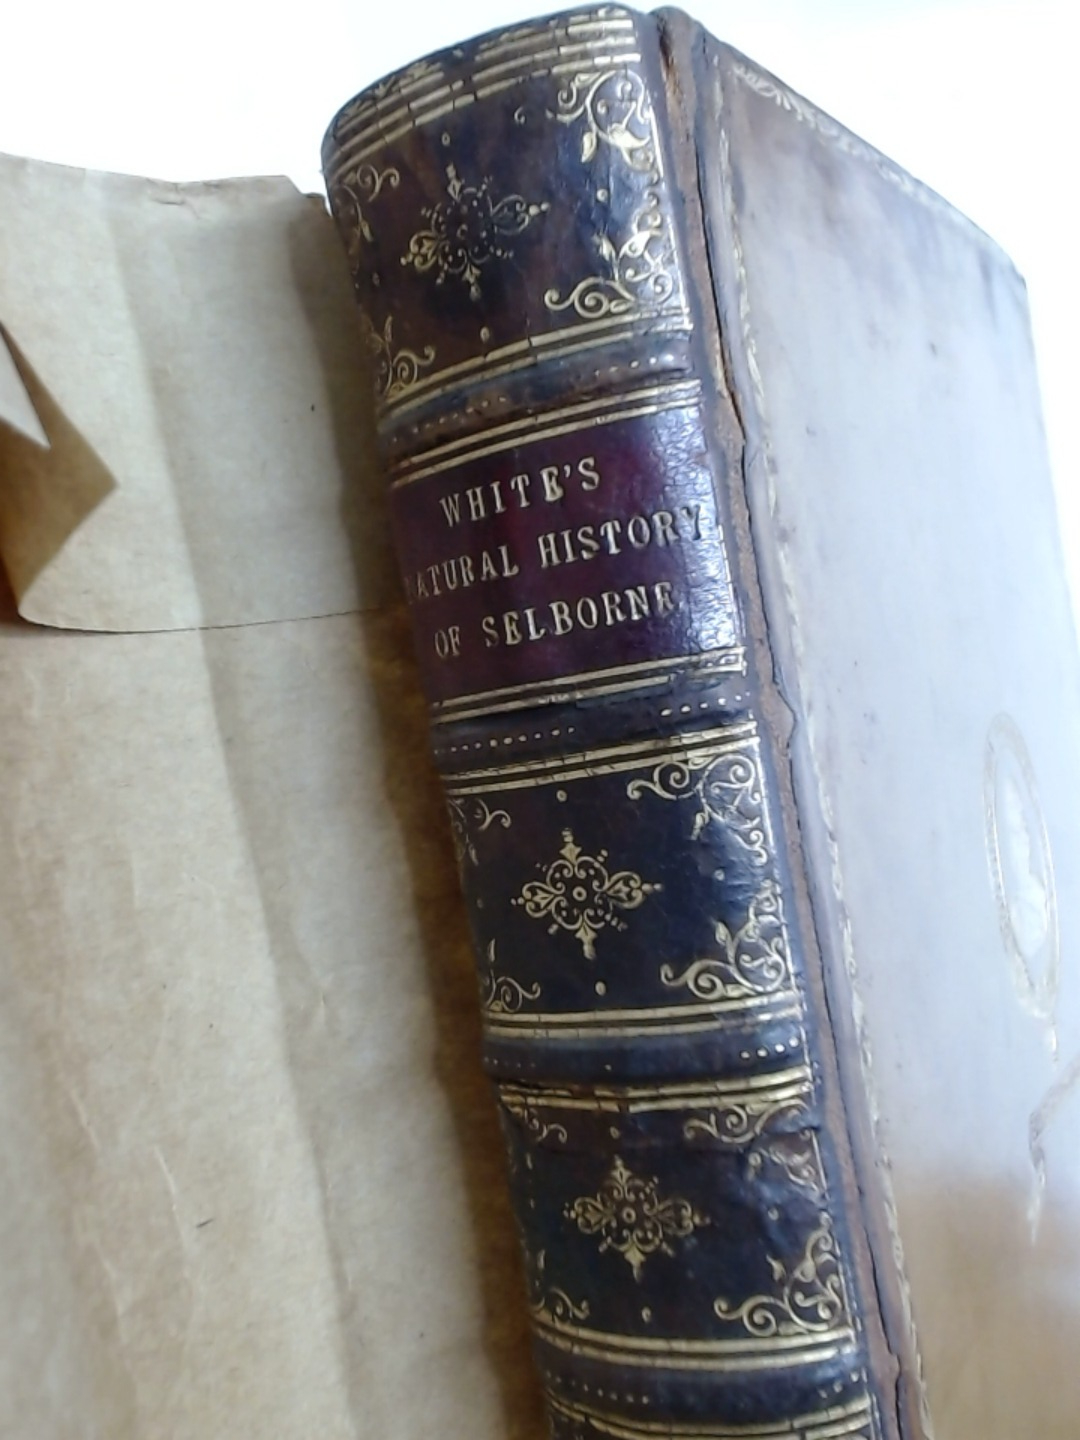 WHITE'S
NATURAL HISTORY
OF SELBORNE